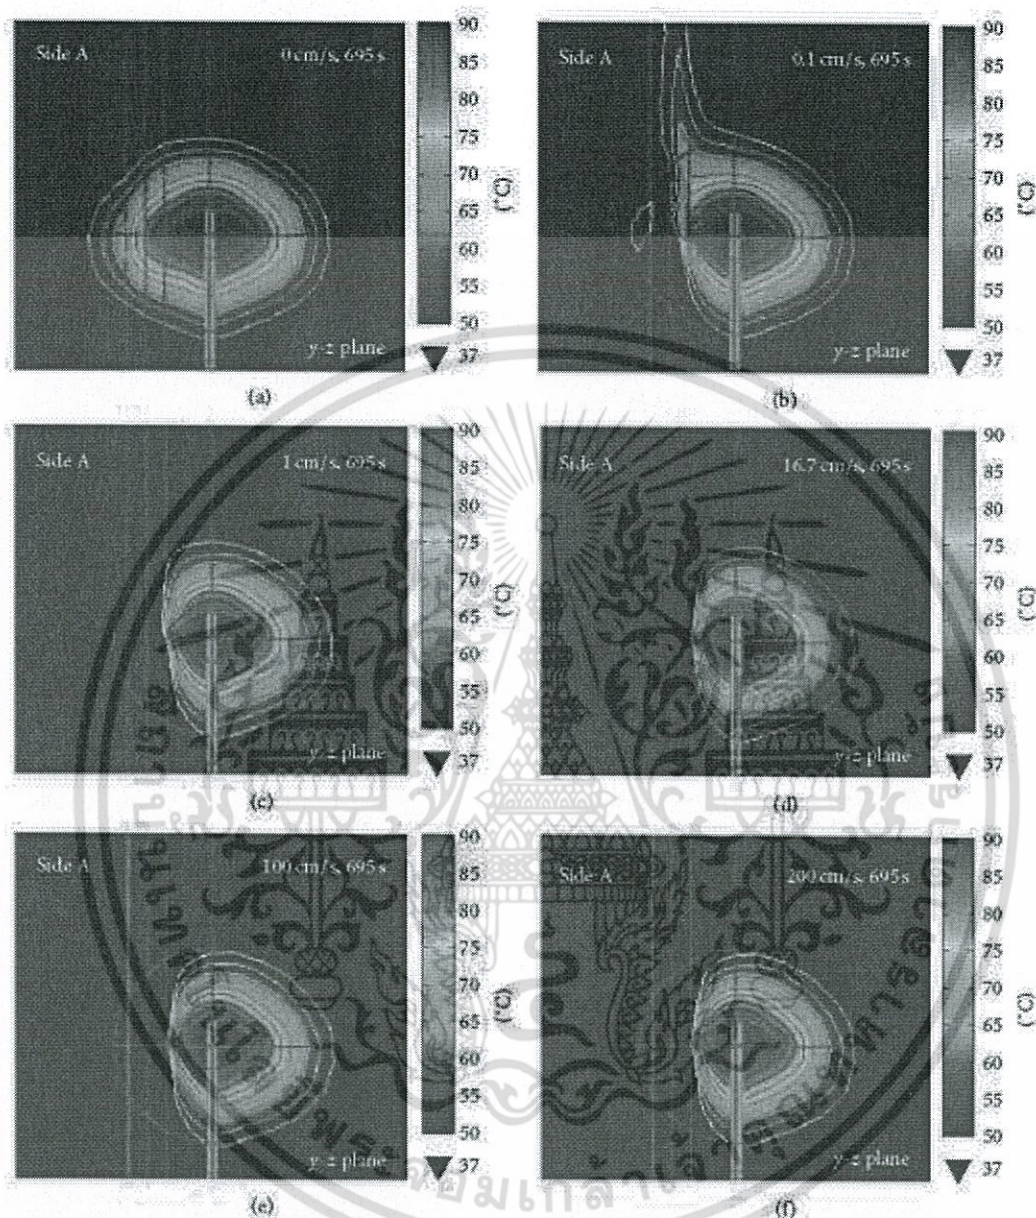 Side A 0 cm/s, 695 s
90
85
80
75
70
65
60
55
50
37
(°C)
y-z plane
(a)
Side A 0.1 cm/s, 695 s
90
85
80
75
70
65
60
55
50
37
(°C)
y-z plane
(b)
Side A 1 cm/s, 695 s
90
85
80
75
70
65
60
55
50
37
(°C)
y-z plane
(c)
Side A 16.7 cm/s, 695 s
90
85
80
75
70
65
60
55
50
37
(°C)
y-z plane
(d)
Side A 100 cm/s, 695 s
90
85
80
75
70
65
60
55
50
37
(°C)
y-z plane
(e)
Side A 200 cm/s, 695 s
90
85
80
75
70
65
60
55
50
37
(°C)
y-z plane
(f)